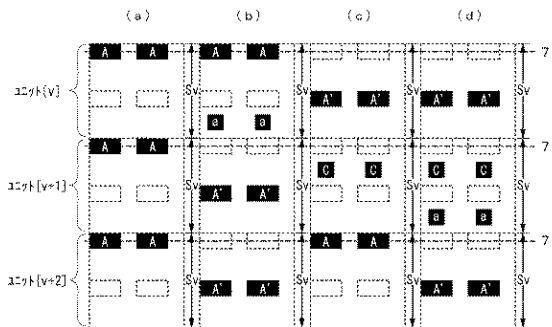 (a) (b) (c) (d)
A A Sv A A Sv Sv Sv 7
ユニット[v] A' A' A' A'
a a
A A Sv Sv Sv Sv 7
C C C C
ユニット[v+1] A' A'
a a
A A Sv Sv A A Sv Sv 7
ユニット[v+2] A' A' A' A'